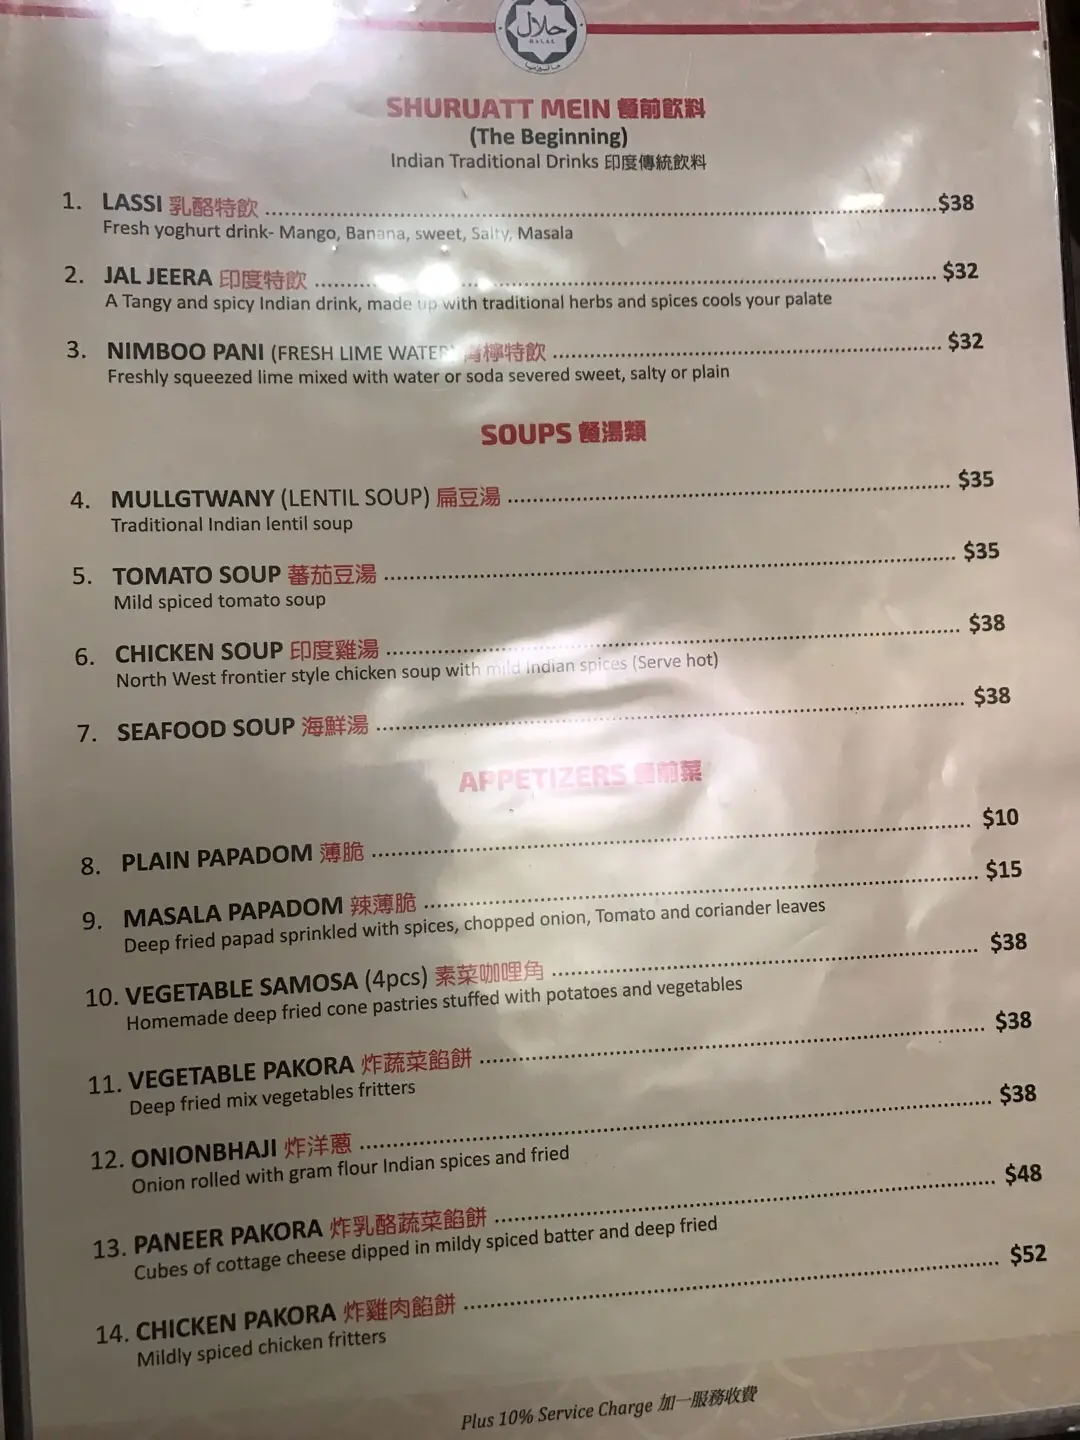 حلال
HALAL
SHURUATT MEIN 餐前飲料
(The Beginning)
Indian Traditional Drinks 印度傳統飲料
1. LASSI 乳酪特飲 $38
Fresh yoghurt drink- Mango, Banana, sweet, Salty, Masala
2. JAL JEERA 印度特飲 $32
A Tangy and spicy Indian drink, made up with traditional herbs and spices cools your palate
3. NIMBOO PANI (FRESH LIME WATER) 青檸特飲 $32
Freshly squeezed lime mixed with water or soda severed sweet, salty or plain
SOUPS 餐湯類
4. MULLGTWANY (LENTIL SOUP) 扁豆湯 $35
Traditional Indian lentil soup
5. TOMATO SOUP 蕃茄豆湯 $35
Mild spiced tomato soup
6. CHICKEN SOUP 印度雞湯 $38
North West frontier style chicken soup with mild Indian spices (Serve hot)
7. SEAFOOD SOUP 海鮮湯 $38
APPETIZERS 餐前菜
8. PLAIN PAPADOM 薄脆 $10
9. MASALA PAPADOM 辣薄脆 $15
Deep fried papad sprinkled with spices, chopped onion, Tomato and coriander leaves
10. VEGETABLE SAMOSA (4pcs) 素菜咖哩角 $38
Homemade deep fried cone pastries stuffed with potatoes and vegetables
11. VEGETABLE PAKORA 炸蔬菜餡餅 $38
Deep fried mix vegetables fritters
12. ONIONBHAJI 炸洋蔥 $38
Onion rolled with gram flour Indian spices and fried
13. PANEER PAKORA 炸乳酪蔬菜餡餅 $48
Cubes of cottage cheese dipped in mildy spiced batter and deep fried
14. CHICKEN PAKORA 炸雞肉餡餅 $52
Mildly spiced chicken fritters
Plus 10% Service Charge 加一服務收費